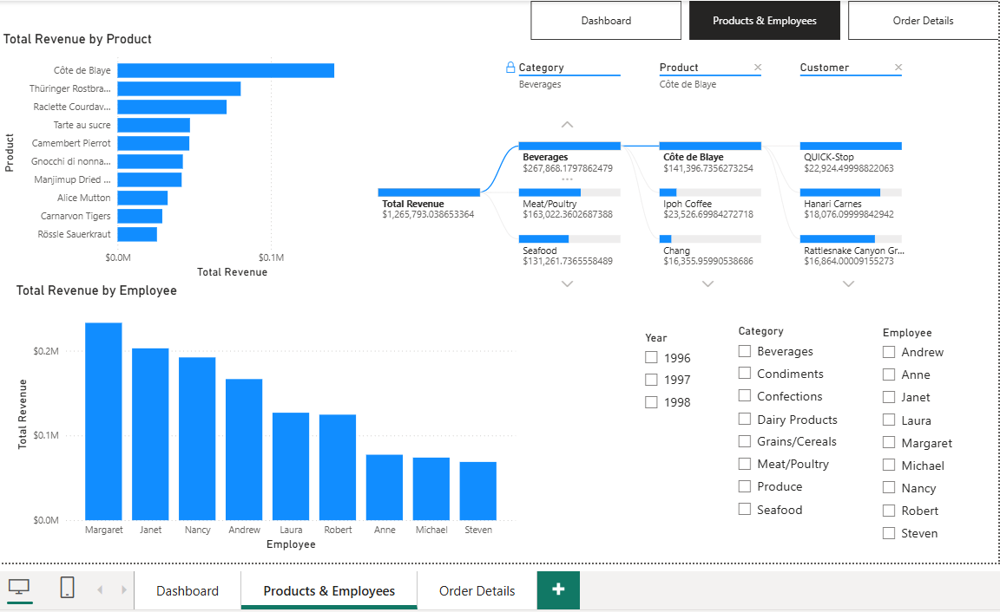 Dashboard
Products & Employees
Order Details
Total Revenue by Product
Product
Côte de Blaye
Thüringer Rostbra...
Raclette Courdav...
Tarte au sucre
Camembert Pierrot
Gnocchi di nonna...
Manjimup Dried ...
Alice Mutton
Carnarvon Tigers
Rössle Sauerkraut
$0.0M
$0.1M
Total Revenue
Category
Beverages
Product
Côte de Blaye
Customer
Total Revenue
$1,265,793.038653364
Beverages
$267,868.1797862479
Meat/Poultry
$163,022.3602687388
Seafood
$131,261.7365558489
Côte de Blaye
$141,396.7356273254
Ipoh Coffee
$23,526.69984272718
Chang
$16,355.95990538686
QUICK-Stop
$22,924.49998822063
Hanari Carnes
$18,076.09999842942
Rattlesnake Canyon Gr...
$16,864.00009155273
Total Revenue by Employee
Total Revenue
$0.2M
$0.1M
$0.0M
Margaret
Janet
Nancy
Andrew
Laura
Robert
Anne
Michael
Steven
Employee
Year
1996
1997
1998
Category
Beverages
Condiments
Confections
Dairy Products
Grains/Cereals
Meat/Poultry
Produce
Seafood
Employee
Andrew
Anne
Janet
Laura
Margaret
Michael
Nancy
Robert
Steven
Dashboard
Products & Employees
Order Details